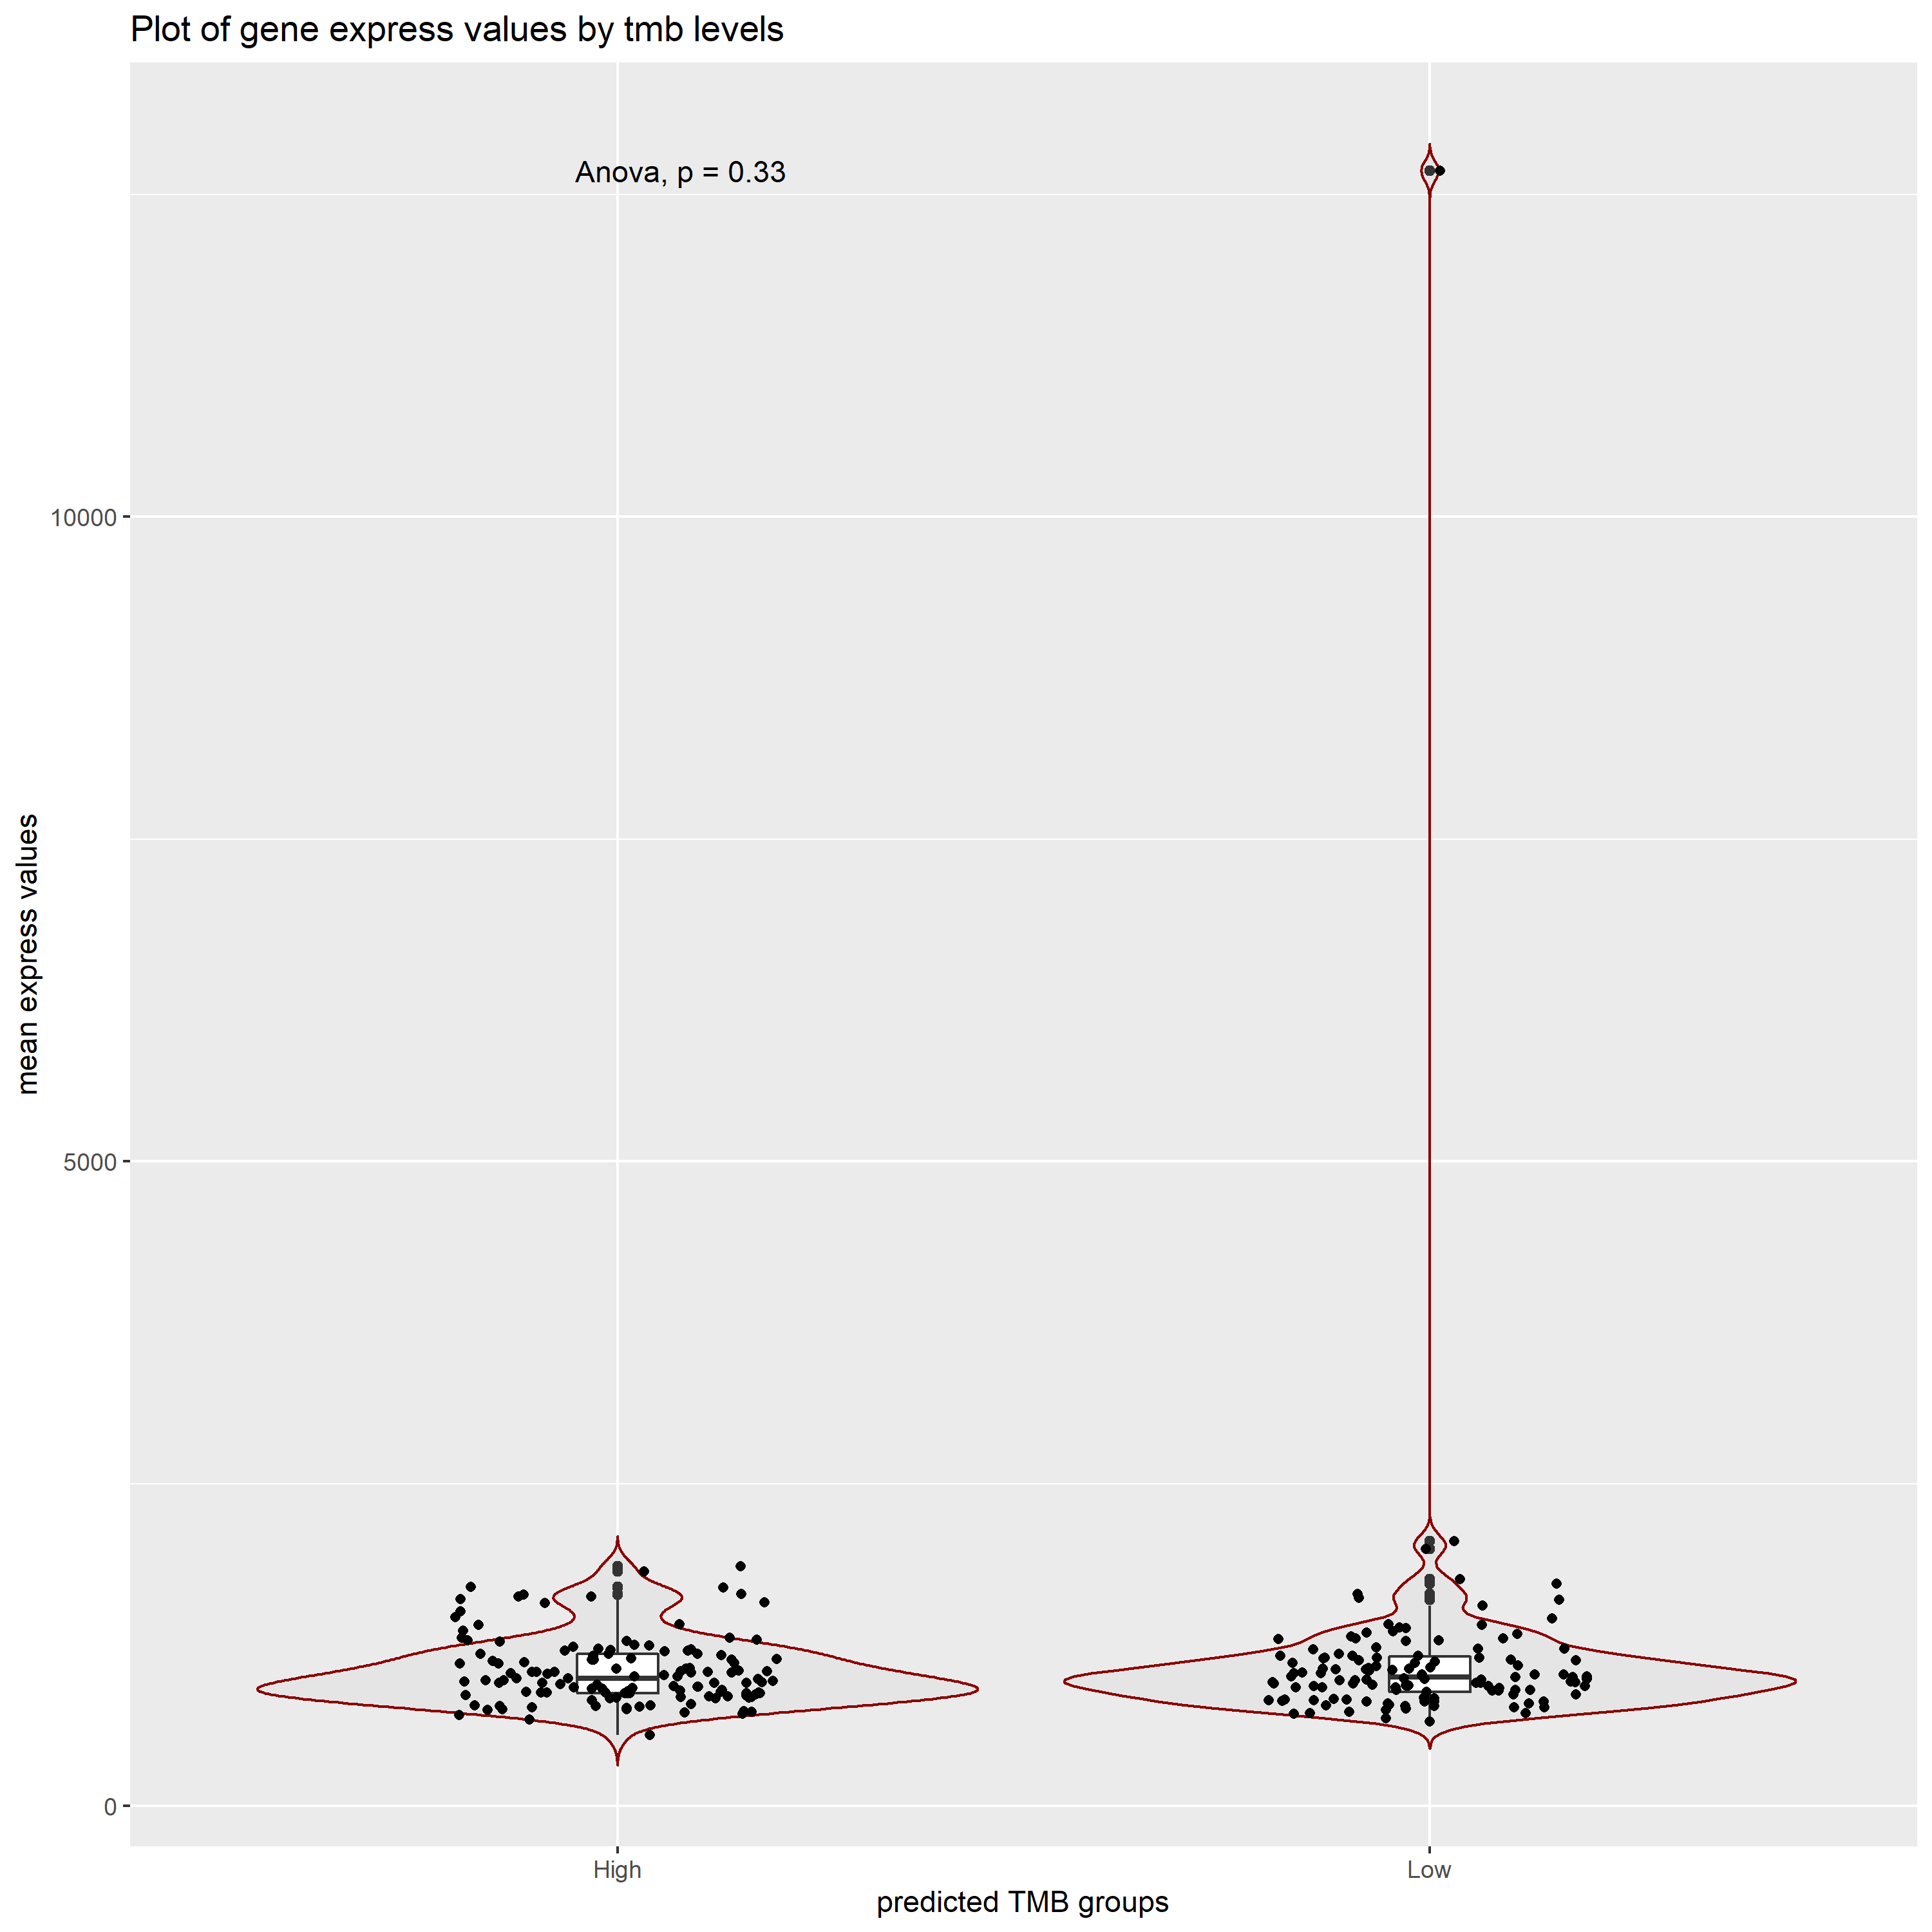 Plot of gene express values by tmb levels
Anova, p = 0.33
10000
5000
0
mean express values
High
Low
predicted TMB groups